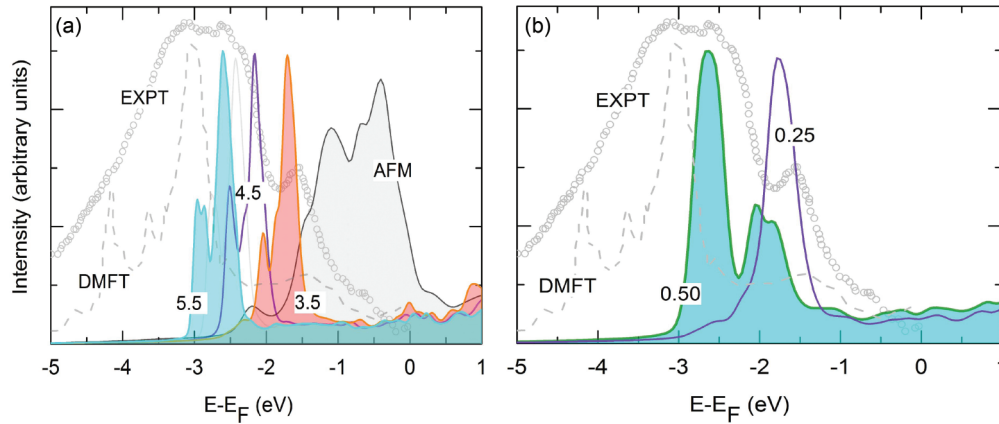 (a)
EXPT
AFM
4.5
DMFT
5.5
3.5
Intensity (arbitrary units)
-5 -4 -3 -2 -1 0 1
E-EF (eV)
(b)
EXPT
0.25
DMFT
0.50
-5 -4 -3 -2 -1 0 1
E-EF (eV)